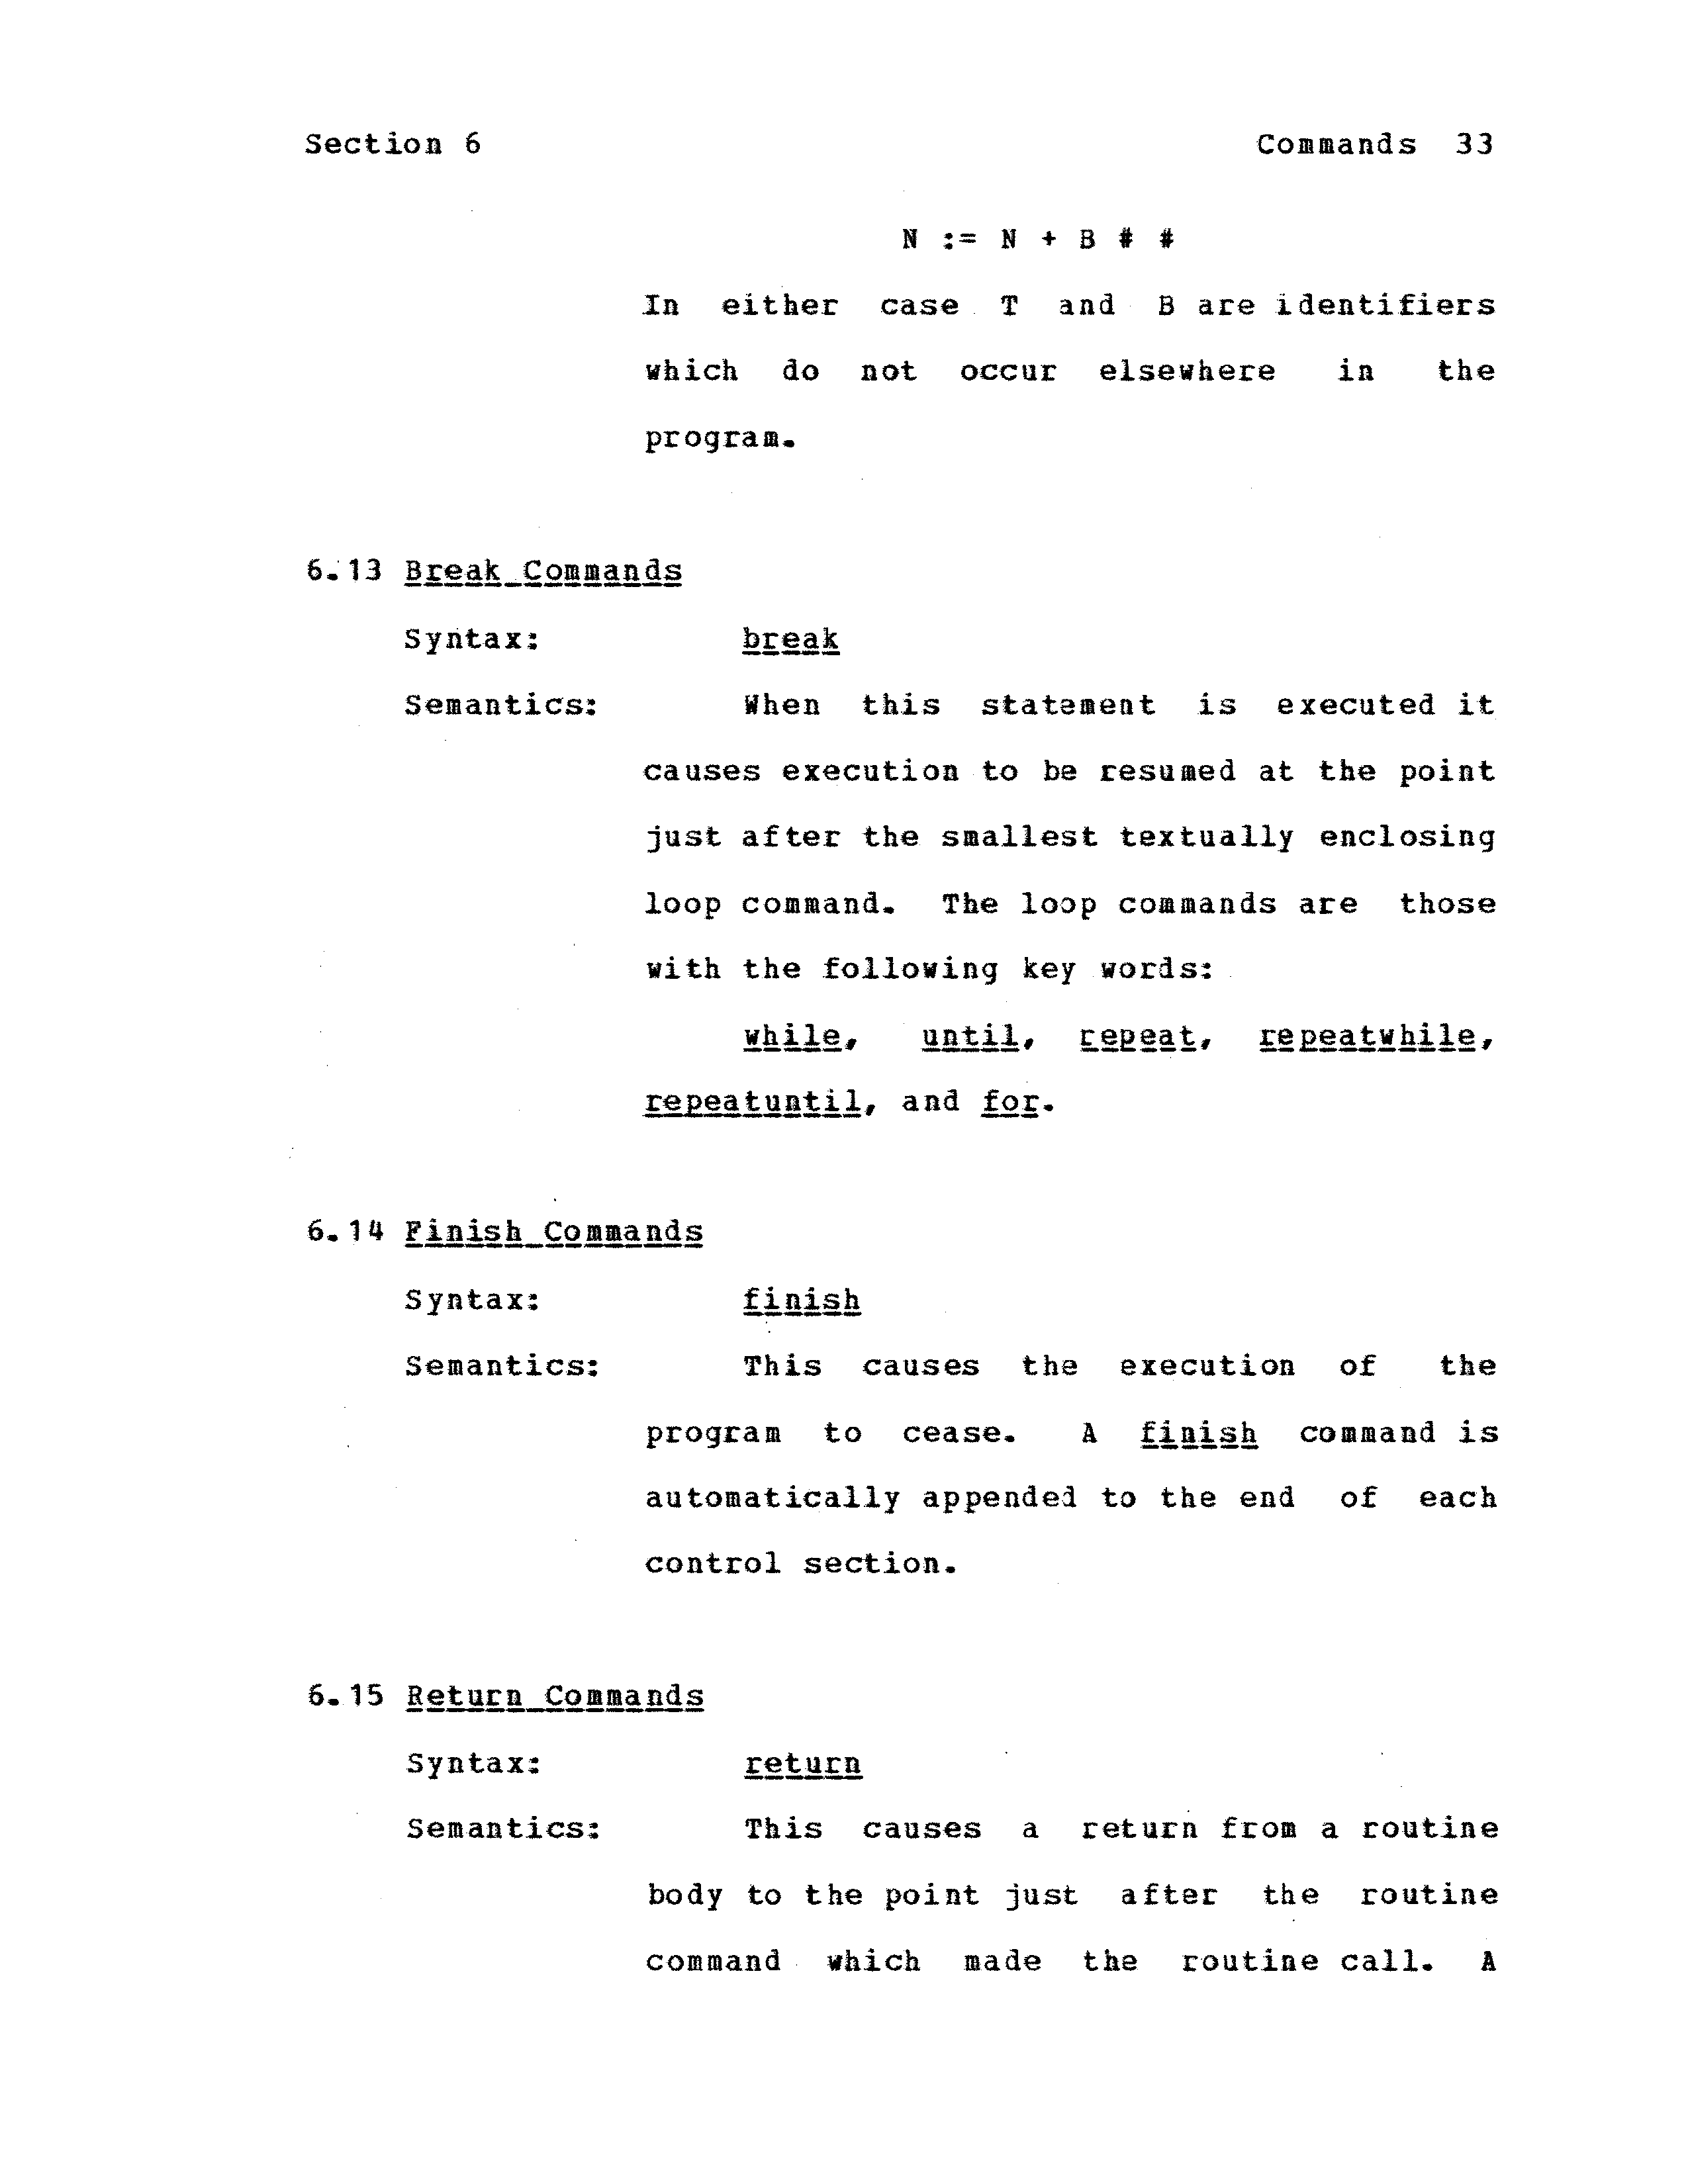 Section 6 Commands 33
N := N + B # #
In either case T and B are identifiers
which do not occur elsewhere in the
program.
6.13 Break Commands
Syntax: break
Semantics: When this statement is executed it
causes execution to be resumed at the point
just after the smallest textually enclosing
loop command. The loop commands are those
with the following key words:
while, until, repeat, repeatwhile,
repeatuntil, and for.
6.14 Finish Commands
Syntax: finish
Semantics: This causes the execution of the
program to cease. A finish command is
automatically appended to the end of each
control section.
6.15 Return Commands
Syntax: return
Semantics: This causes a return from a routine
body to the point just after the routine
command which made the routine call. A